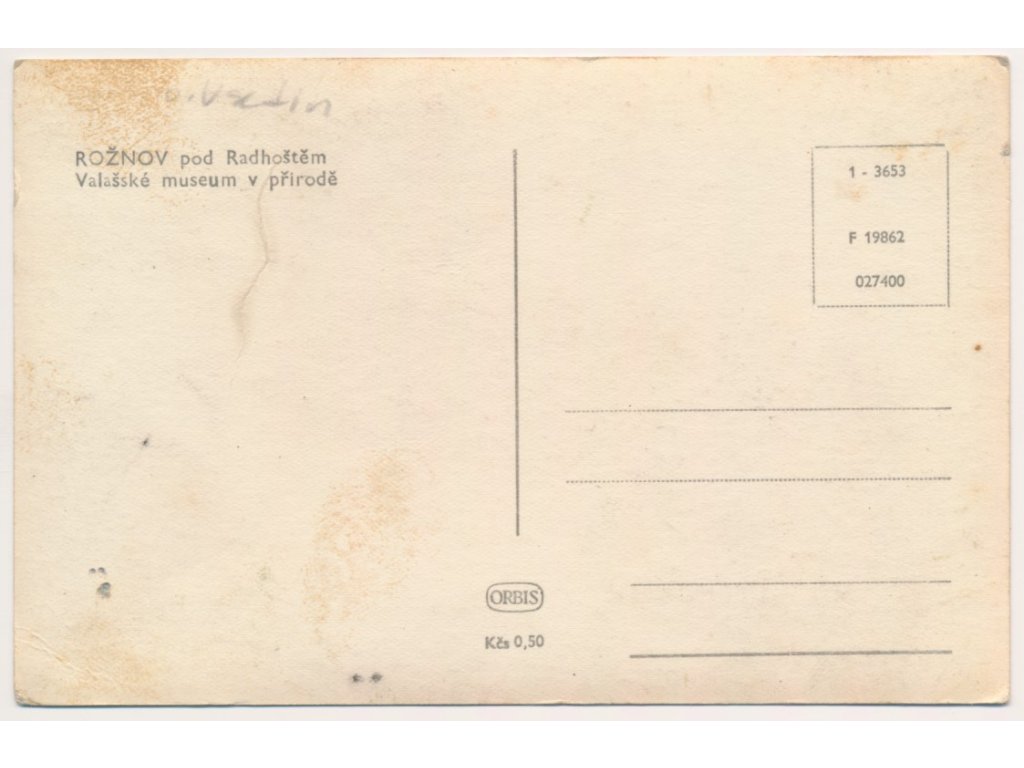 ROŽNOV pod Radhoštěm
Valašské museum v přírodě
1 - 3653
F 19862
027400
ORBIS
Kčs 0,50